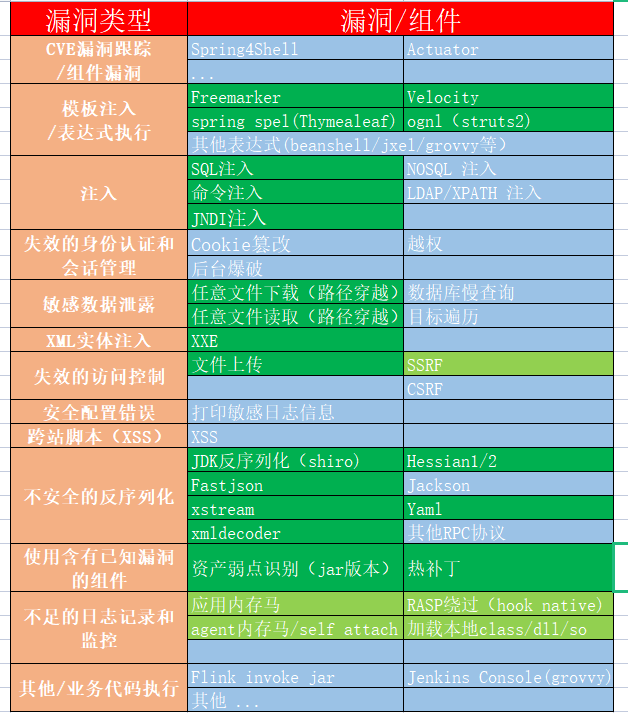 漏洞类型 漏洞/组件
CVE漏洞跟踪 Spring4Shell Actuator
/组件漏洞 ...
模板注入 Freemarker Velocity
/表达式执行 spring spel(Thymealeaf) ognl（struts2)
其他表达式(beanshell/jxel/grovvy等）
注入 SQL注入 NOSQL 注入
命令注入 LDAP/XPATH 注入
JNDI注入
失效的身份认证和 Cookie篡改 越权
会话管理 后台爆破
敏感数据泄露 任意文件下载（路径穿越） 数据库慢查询
任意文件读取（路径穿越） 目标遍历
XML实体注入 XXE
失效的访问控制 文件上传 SSRF
CSRF
安全配置错误 打印敏感日志信息
跨站脚本（XSS） XSS
不安全的反序列化 JDK反序列化（shiro) Hessian1/2
Fastjson Jackson
xstream Yaml
xmldecoder 其他RPC协议
使用含有已知漏洞
的组件 资产弱点识别（jar版本） 热补丁
不足的日志记录和 应用内存马 RASP绕过（hook native)
监控 agent内存马/self attach 加载本地class/dll/so
其他/业务代码执行 Flink invoke jar Jenkins Console(grovvy)
其他 ...